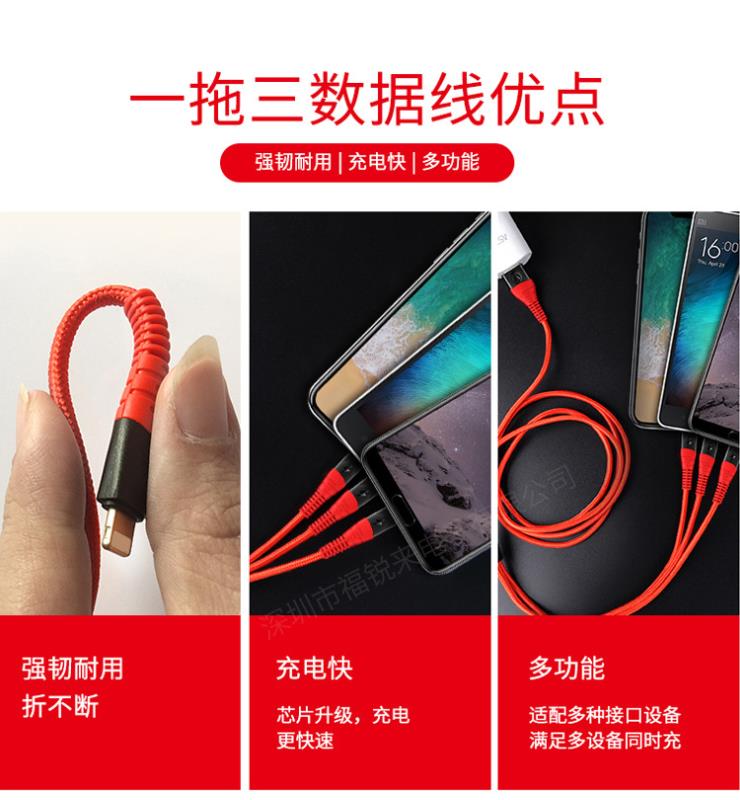 一拖三数据线优点
强韧耐用 | 充电快 | 多功能
16:00
强韧耐用
折不断
充电快
芯片升级，充电
更快速
多功能
适配多种接口设备
满足多设备同时充